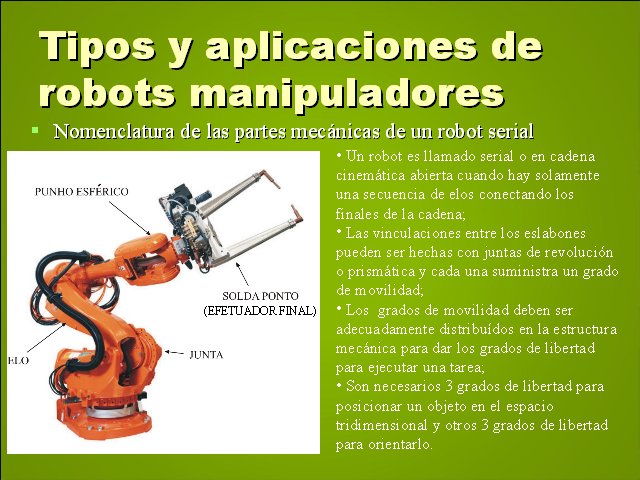 Tipos y aplicaciones de
robots manipuladores
Nomenclatura de las partes mecánicas de un robot serial
PUNHO ESFÉRICO
SOLDA PONTO
(EFETUADOR FINAL)
JUNTA
ELO
• Un robot es llamado serial o en cadena
cinemática abierta cuando hay solamente
una secuencia de elos conectando los
finales de la cadena;
• Las vinculaciones entre los eslabones
pueden ser hechas con juntas de revolución
o prismática y cada una suministra un grado
de movilidad;
• Los  grados de movilidad deben ser
adecuadamente distribuídos en la estructura
mecánica para dar los grados de libertad
para ejecutar una tarea;
• Son necesarios 3 grados de libertad para
posicionar un objeto en el espacio
tridimensional y otros 3 grados de libertad
para orientarlo.